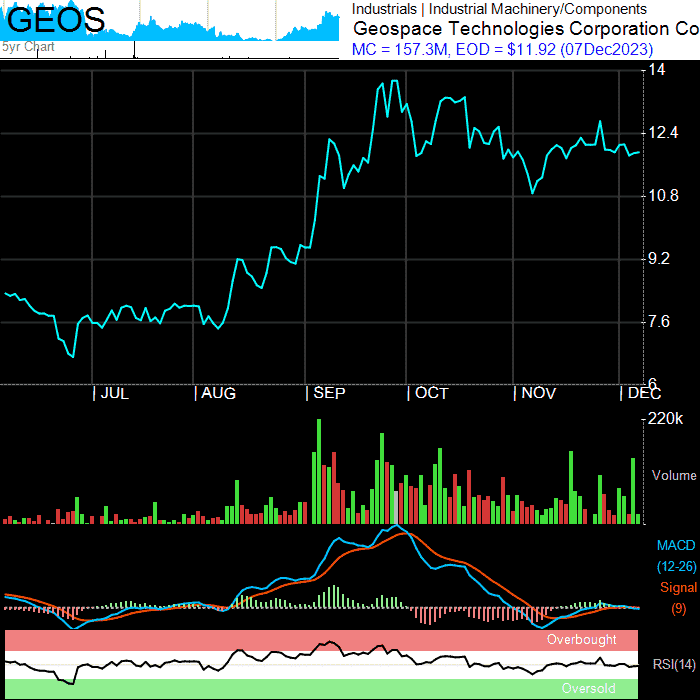 GEOS
5yr Chart
Industrials | Industrial Machinery/Components
Geospace Technologies Corporation Co
MC = 157.3M, EOD = $11.92 (07Dec2023)
14
12.4
10.8
9.2
7.6
6
JUL
AUG
SEP
OCT
NOV
DEC
220k
Volume
MACD
(12-26)
Signal
(9)
Overbought
RSI(14)
Oversold